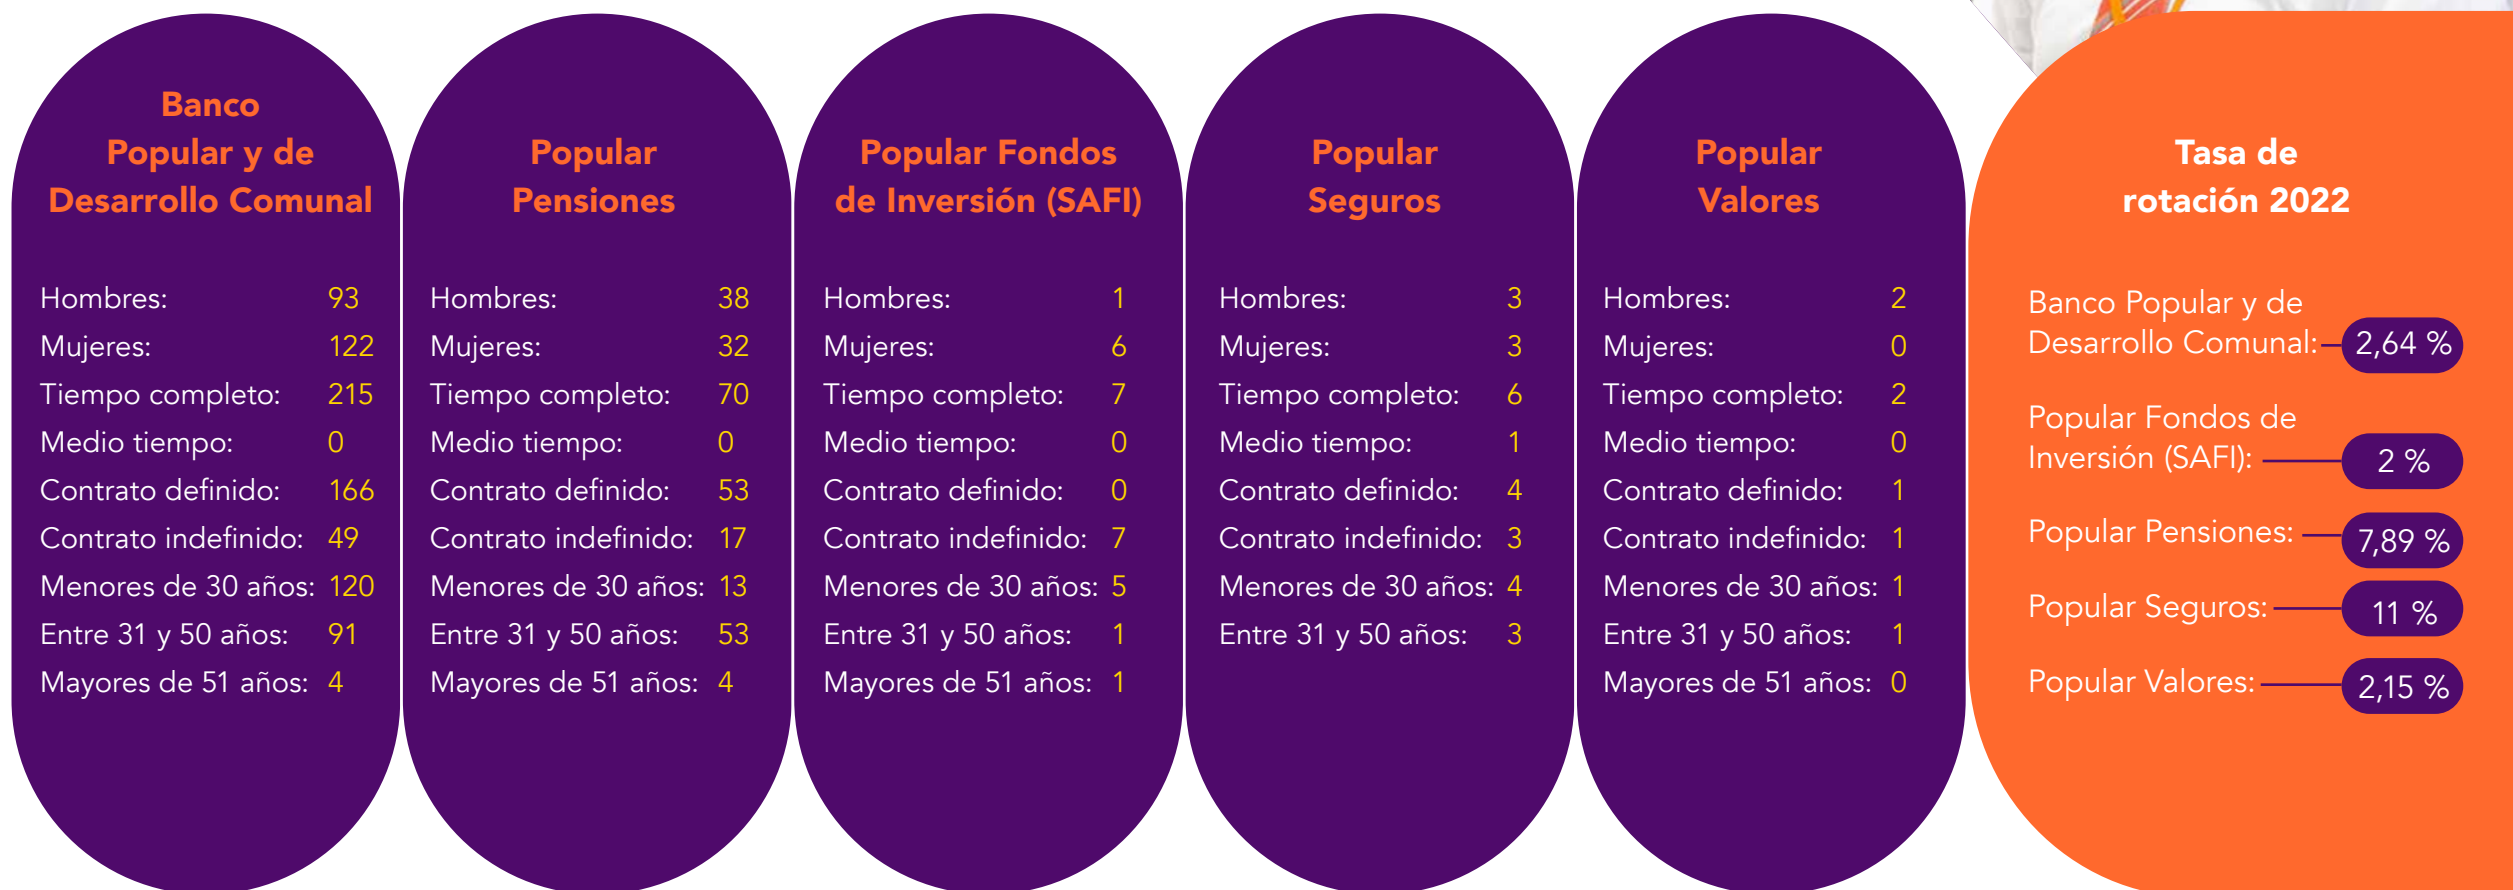 Banco
Popular y de
Desarrollo Comunal
Hombres: 93
Mujeres: 122
Tiempo completo: 215
Medio tiempo: 0
Contrato definido: 166
Contrato indefinido: 49
Menores de 30 años: 120
Entre 31 y 50 años: 91
Mayores de 51 años: 4
Popular
Pensiones
Hombres: 38
Mujeres: 32
Tiempo completo: 70
Medio tiempo: 0
Contrato definido: 53
Contrato indefinido: 17
Menores de 30 años: 13
Entre 31 y 50 años: 53
Mayores de 51 años: 4
Popular Fondos
de Inversión (SAFI)
Hombres: 1
Mujeres: 6
Tiempo completo: 7
Medio tiempo: 0
Contrato definido: 0
Contrato indefinido: 7
Menores de 30 años: 5
Entre 31 y 50 años: 1
Mayores de 51 años: 1
Popular
Seguros
Hombres: 3
Mujeres: 3
Tiempo completo: 6
Medio tiempo: 1
Contrato definido: 4
Contrato indefinido: 3
Menores de 30 años: 4
Entre 31 y 50 años: 3
Popular
Valores
Hombres: 2
Mujeres: 0
Tiempo completo: 2
Medio tiempo: 0
Contrato definido: 1
Contrato indefinido: 1
Menores de 30 años: 1
Entre 31 y 50 años: 1
Mayores de 51 años: 0
Tasa de
rotación 2022
Banco Popular y de
Desarrollo Comunal: 2,64 %
Popular Fondos de
Inversión (SAFI): 2 %
Popular Pensiones: 7,89 %
Popular Seguros: 11 %
Popular Valores: 2,15 %